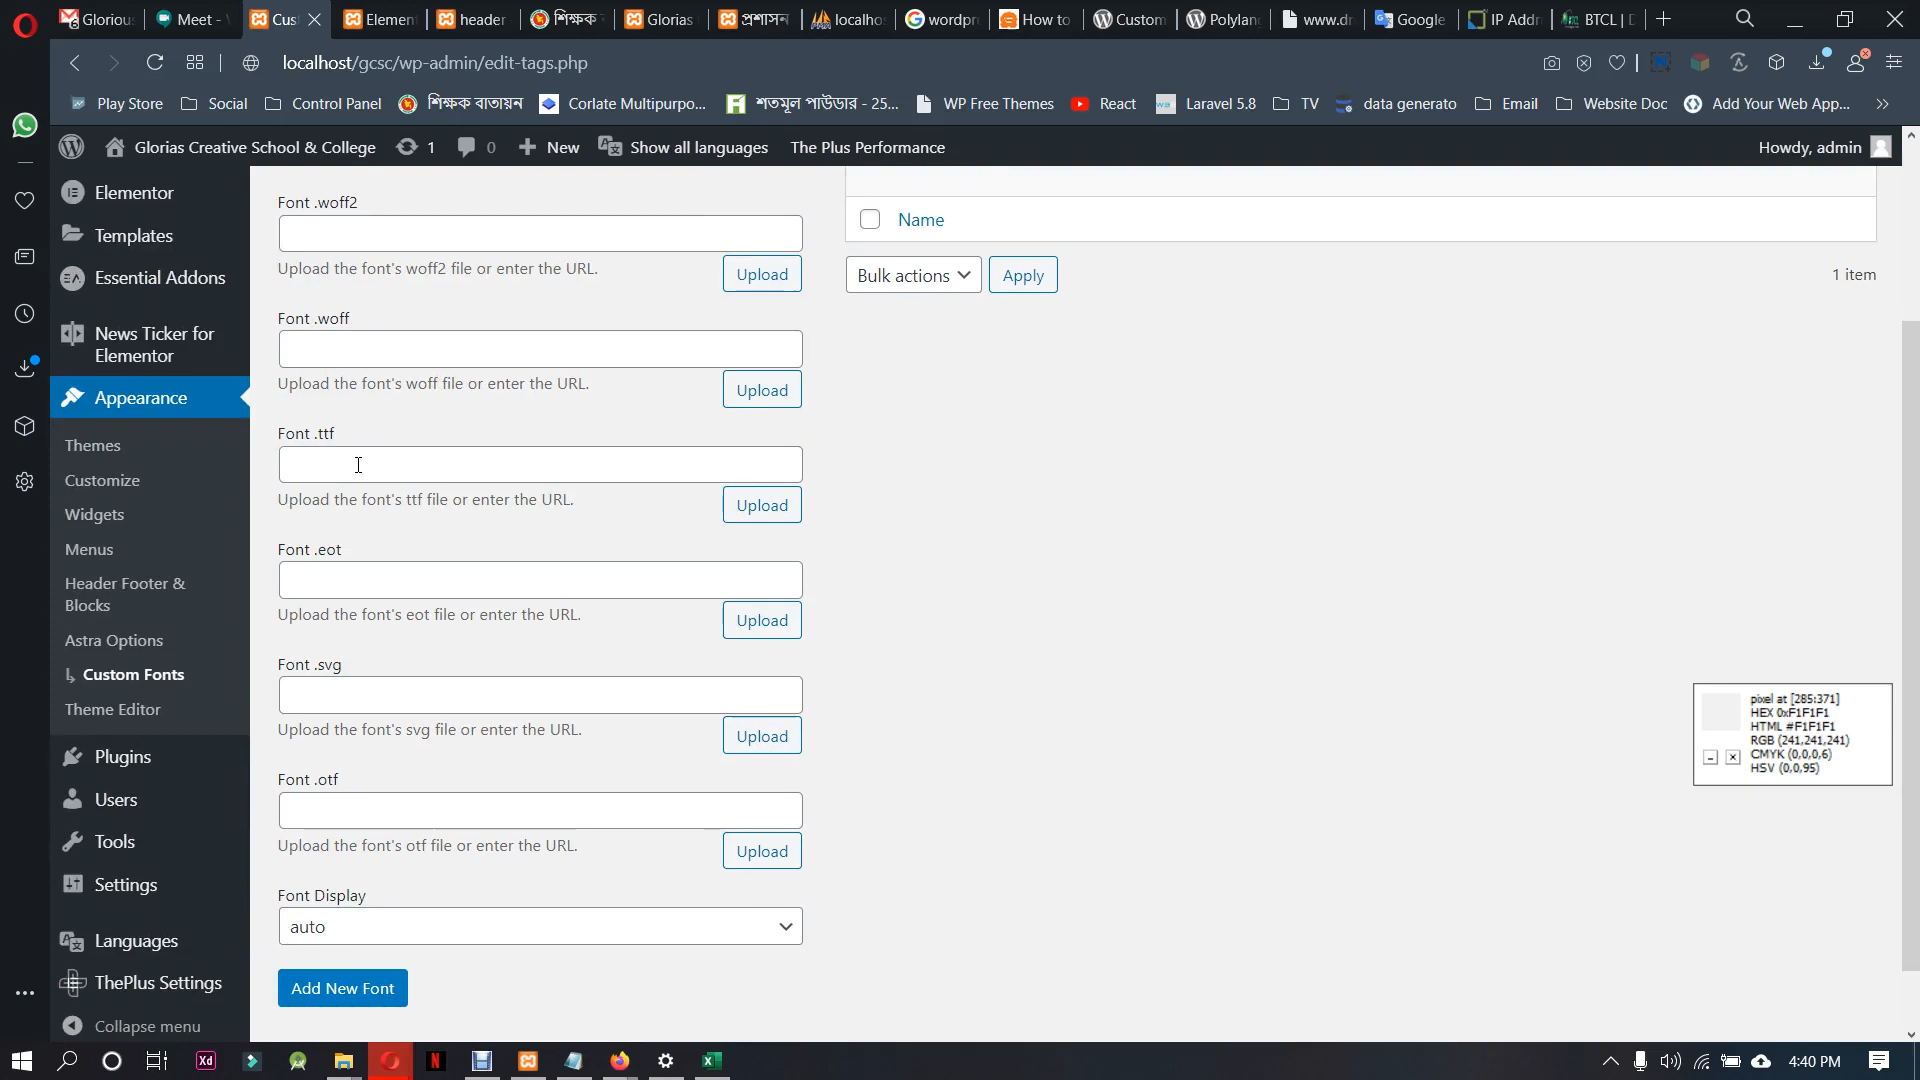 Glorious
Meet -
Cus
Elemen
header
শিক্ষক
Glorias
প্রশাসন
localho
wordpr
How to
Custom
Polylan
www.dr
Google
IP Addr
BTCL | D
localhost/gcsc/wp-admin/edit-tags.php
Play Store
Social
Control Panel
শিক্ষক বাতায়ন
Corlate Multipurpo...
শতমূল পাউডার - 25...
WP Free Themes
React
Laravel 5.8
TV
data generato
Email
Website Doc
Add Your Web App...
Glorias Creative School & College
1
0
New
Show all languages
The Plus Performance
Howdy, admin
Elementor
Templates
Essential Addons
News Ticker for
Elementor
Appearance
Themes
Customize
Widgets
Menus
Header Footer &
Blocks
Astra Options
Custom Fonts
Theme Editor
Plugins
Users
Tools
Settings
Languages
ThePlus Settings
Collapse menu
Font .woff2
Upload the font's woff2 file or enter the URL.
Upload
Font .woff
Upload the font's woff file or enter the URL.
Upload
Font .ttf
Upload the font's ttf file or enter the URL.
Upload
Font .eot
Upload the font's eot file or enter the URL.
Upload
Font .svg
Upload the font's svg file or enter the URL.
Upload
Font .otf
Upload the font's otf file or enter the URL.
Upload
Font Display
auto
Add New Font
Name
Bulk actions
Apply
1 item
pixel at [285:371]
HEX 0xF1F1F1
HTML #F1F1F1
RGB (241,241,241)
CMYK (0,0,0,6)
HSV (0,0,95)
Xd
N
4:40 PM